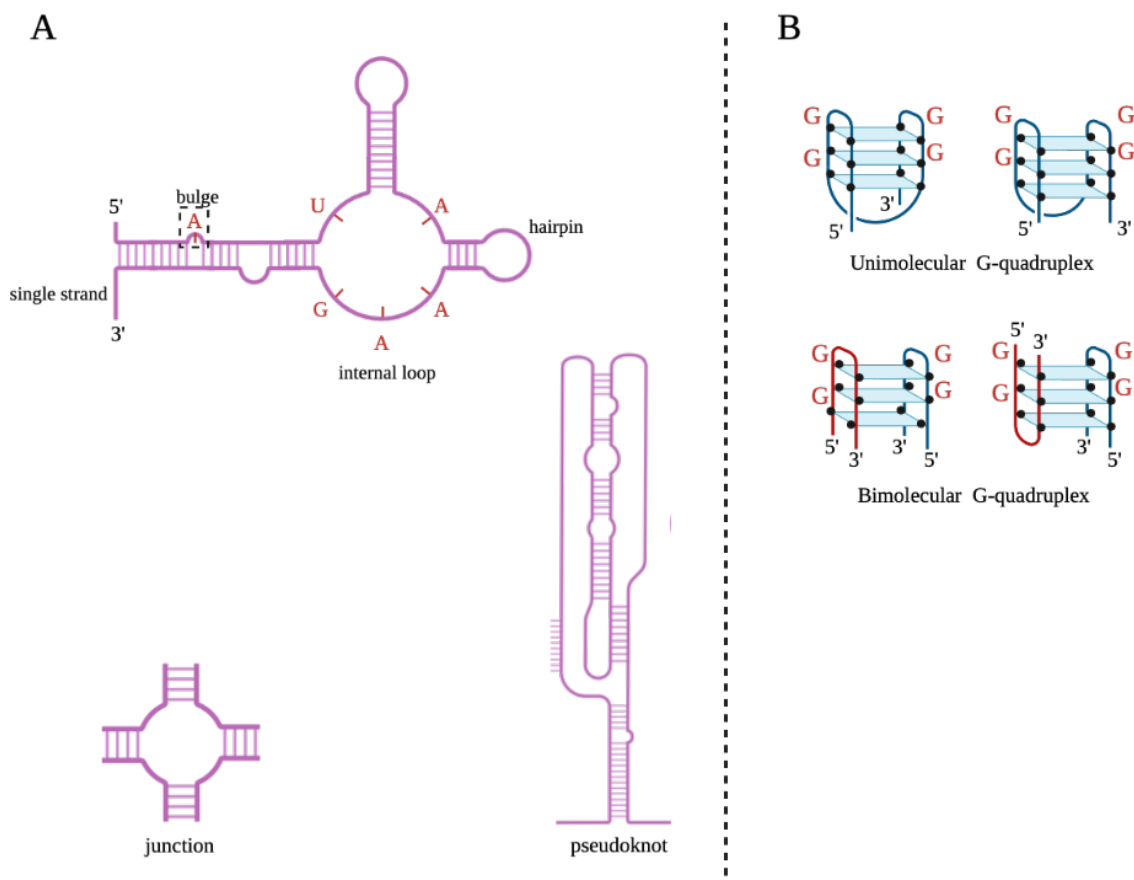 A
bulge
5'
A
U
A
hairpin
single strand
3'
G
A
A
internal loop
junction
pseudoknot
B
G
G
G
G
G
G
G
G
3'
5'
5'
3'
Unimolecular G-quadruplex
5'
3'
G
G
G
G
G
G
G
G
5'
3'
3'
5'
3'
5'
Bimolecular G-quadruplex